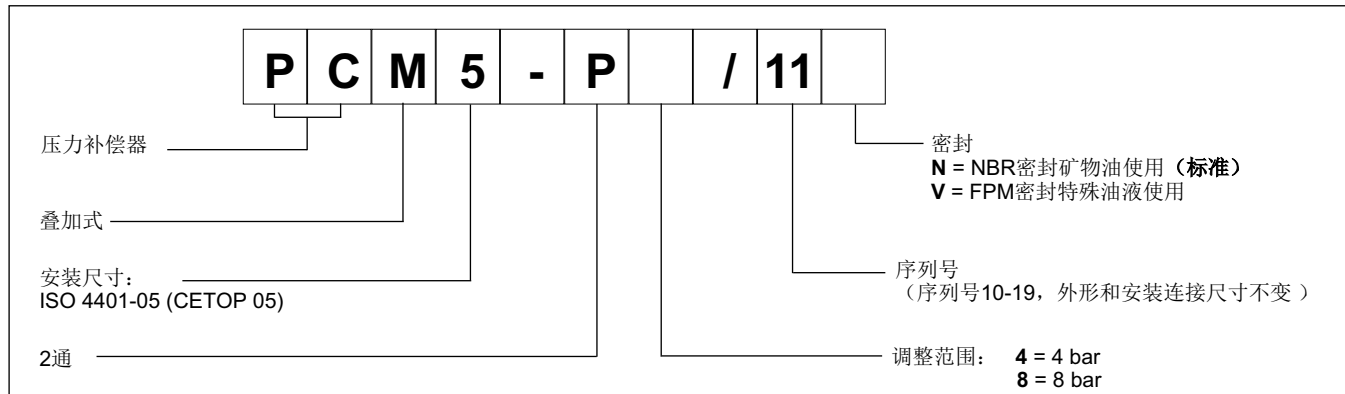 P C M 5 - P / 11
压力补偿器
叠加式
安装尺寸：
ISO 4401-05 (CETOP 05)
2通
密封
N = NBR密封矿物油使用（标准）
V = FPM密封特殊油液使用
序列号
（序列号10-19，外形和安装连接尺寸不变 ）
调整范围： 4 = 4 bar
8 = 8 bar